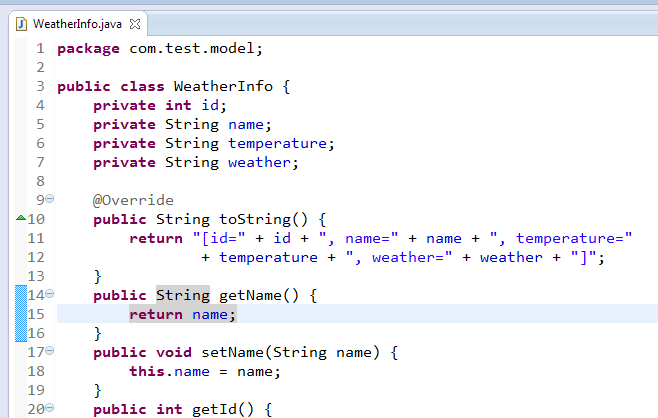 WeatherInfo.java
1 package com.test.model;
2
3 public class WeatherInfo {
4     private int id;
5     private String name;
6     private String temperature;
7     private String weather;
8
9     @Override
10     public String toString() {
11         return "[id=" + id + ", name=" + name + ", temperature="
12                 + temperature + ", weather=" + weather + "]";
13     }
14     public String getName() {
15         return name;
16     }
17     public void setName(String name) {
18         this.name = name;
19     }
20     public int getId() {